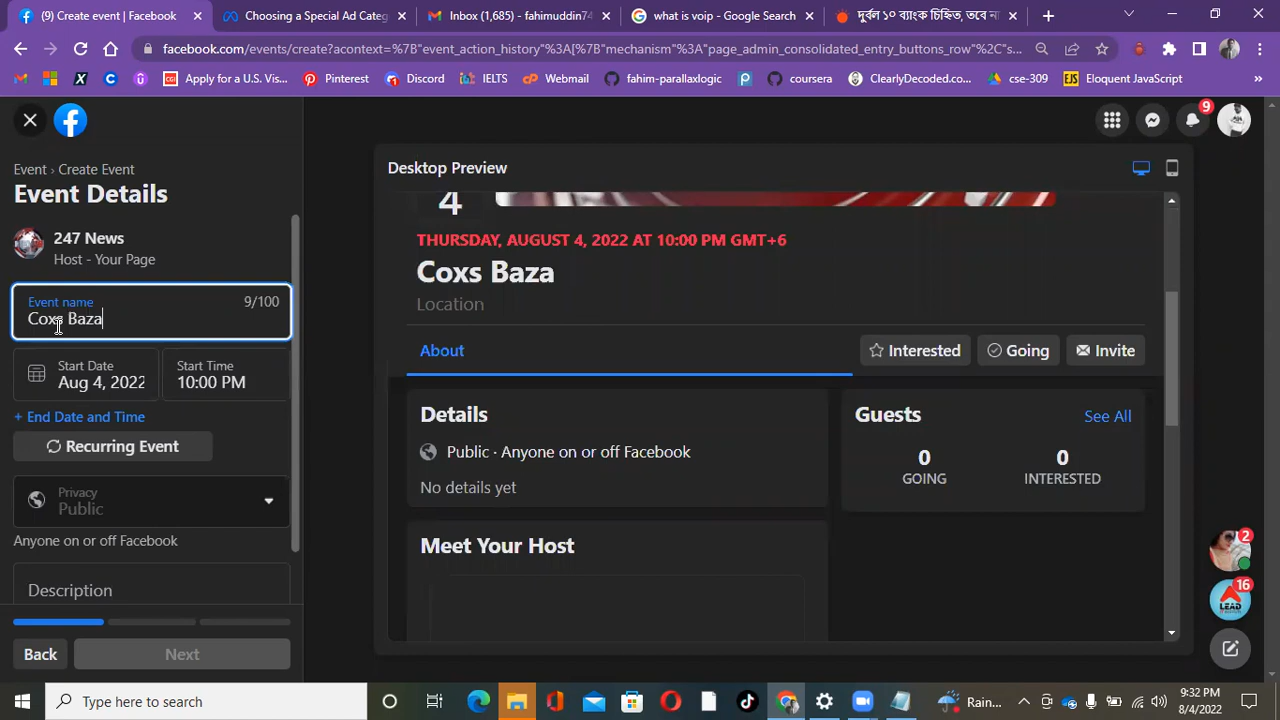 (9) Create event | Facebook
Choosing a Special Ad Categ
Inbox (1,685) - fahimuddin74
what is voip - Google Search
দুর্বল ১০ ব্যাংক চিহ্নিত, তবে না
facebook.com/events/create?acontext=%7B"event_action_history"%3A[%7B"mechanism"%3A"page_admin_consolidated_entry_buttons_row"%2C"s...
Apply for a U.S. Vis...
Pinterest
Discord
IELTS
Webmail
fahim-parallaxlogic
coursera
ClearlyDecoded.co...
cse-309
EJS
Eloquent JavaScript
»
9
Event › Create Event
Event Details
247 News
Host - Your Page
Event name
9/100
Coxs Baza
Start Date
Aug 4, 2022
Start Time
10:00 PM
+ End Date and Time
Recurring Event
Privacy
Public
Anyone on or off Facebook
Description
Back
Next
Desktop Preview
4
THURSDAY, AUGUST 4, 2022 AT 10:00 PM GMT+6
Coxs Baza
Location
About
Interested
Going
Invite
Details
Public · Anyone on or off Facebook
No details yet
Guests
See All
0
GOING
0
INTERESTED
Meet Your Host
2
16
LEAD
Type here to search
Rain...
9:32 PM
8/4/2022